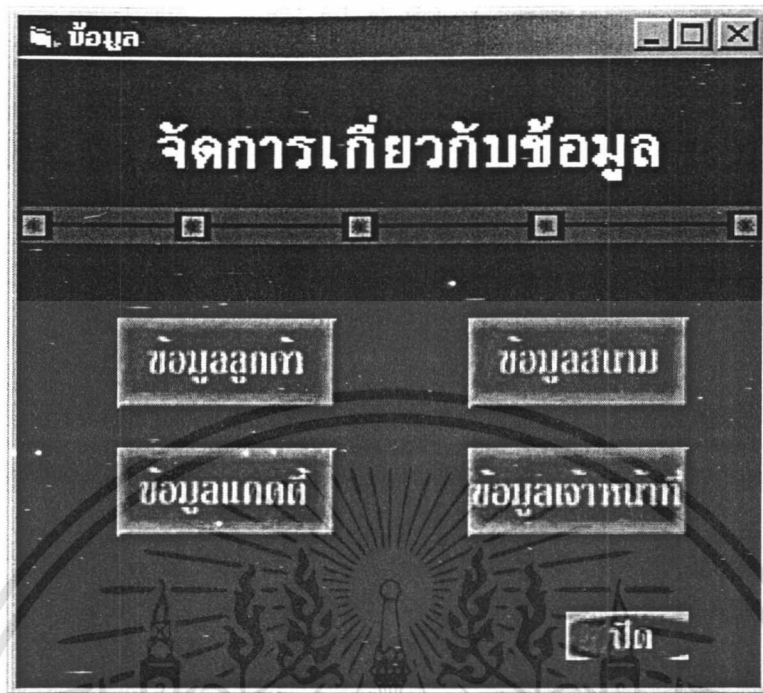 ข้อมูล
จัดการเกี่ยวกับข้อมูล
ข้อมูลลูกค้า
ข้อมูลสนาม
ข้อมูลแคดดี้
ข้อมูลเจ้าหน้าที่
ปิด